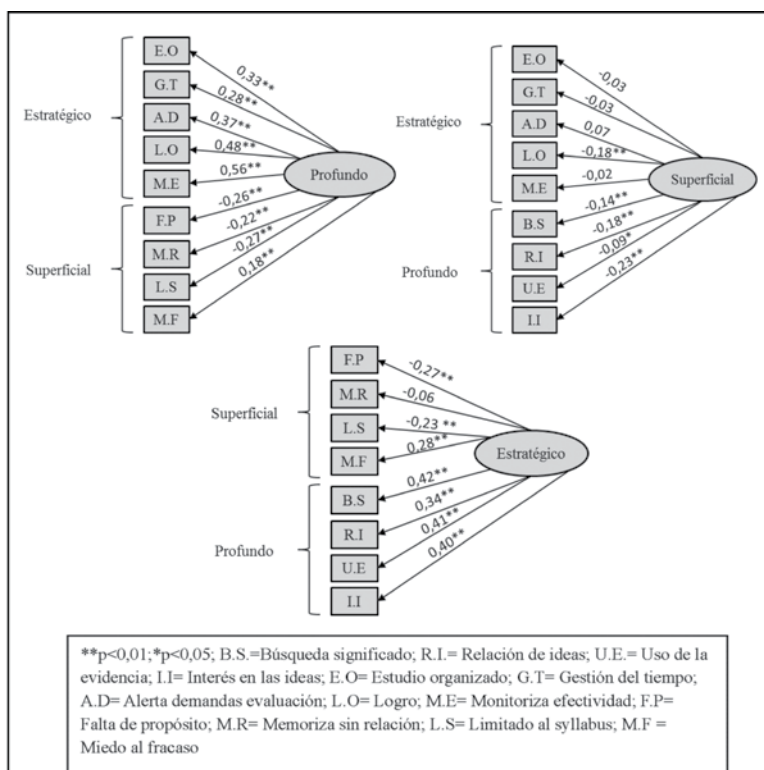 E.O
G.T
Estratégico
A.D
L.O
M.E
0,33**
0,28**
0,37**
0,48**
0,56**
Profundo
F.P
M.R
Superficial
L.S
M.F
-0,26**
-0,22**
-0,27**
0,18**
E.O
G.T
Estratégico
A.D
L.O
M.E
-0,03
-0,03
0,07
-0,18**
-0,02
Superficial
B.S
R.I
Profundo
U.E
I.I
-0,14**
-0,18**
-0,09*
-0,23**
F.P
M.R
Superficial
L.S
M.F
-0,27**
-0,06
-0,23 **
0,28**
Estratégico
B.S
R.I
Profundo
U.E
I.I
0,42**
0,34**
0,41**
0,40**
**p<0,01;*p<0,05; B.S.=Búsqueda significado; R.I.= Relación de ideas; U.E.= Uso de la
evidencia; I.I= Interés en las ideas; E.O= Estudio organizado; G.T= Gestión del tiempo;
A.D= Alerta demandas evaluación; L.O= Logro; M.E= Monitoriza efectividad; F.P=
Falta de propósito; M.R= Memoriza sin relación; L.S= Limitado al syllabus; M.F =
Miedo al fracaso